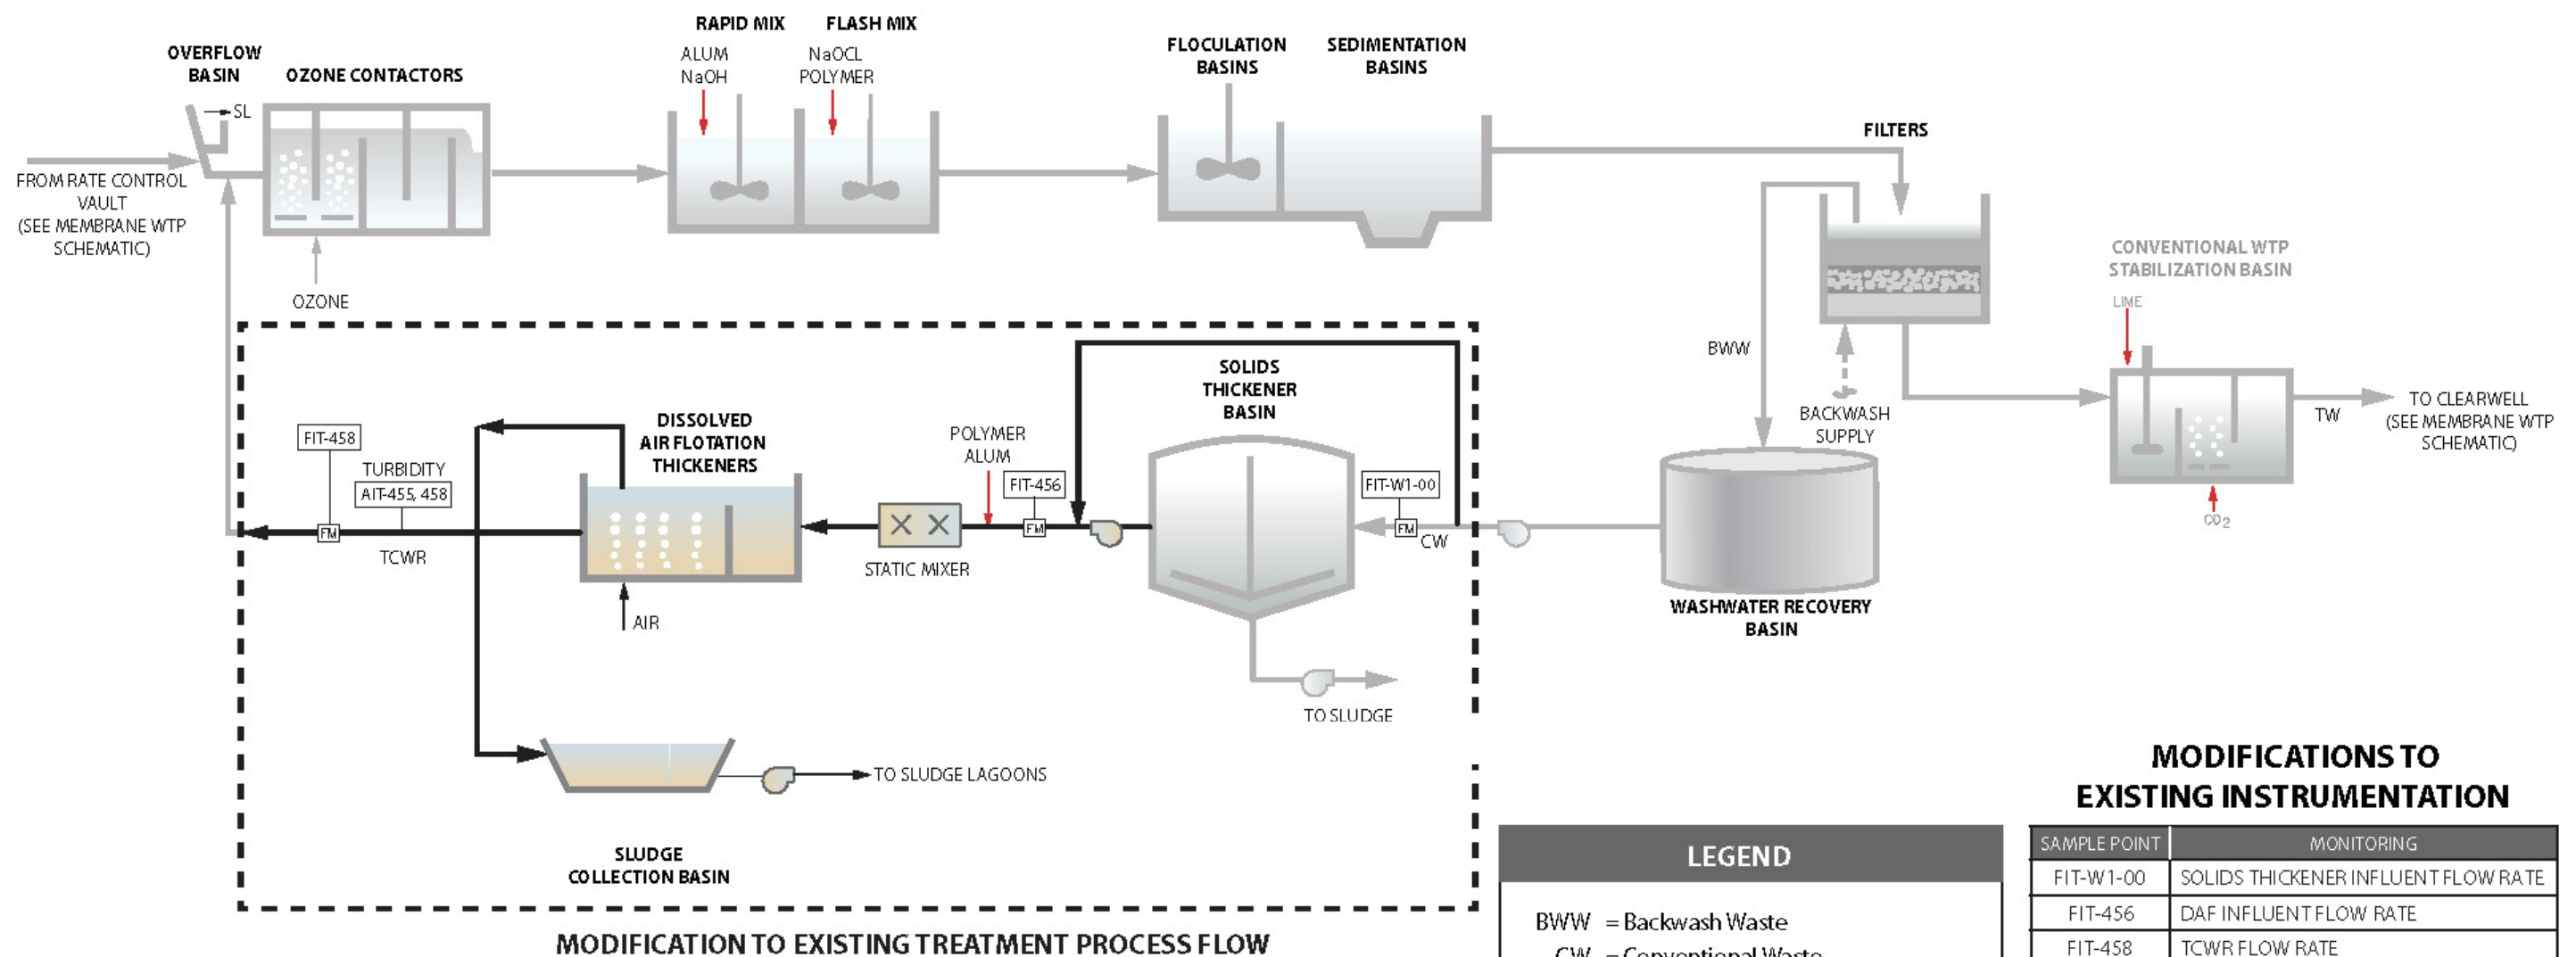 RAPID MIX
FLASH MIX
OVERFLOW
BASIN
OZONE CONTACTORS
ALUM
NaOH
NaOCL
POLYMER
FLOCULATION
BASINS
SEDIMENTATION
BASINS
SL
FILTERS
FROM RATE CONTROL
VAULT
(SEE MEMBRANE WTP
SCHEMATIC)
OZONE
CONVENTIONAL WTP
STABILIZATION BASIN
LIME
BWW
BACKWASH
SUPPLY
TW
TO CLEARWELL
(SEE MEMBRANE WTP
SCHEMATIC)
CO2
SOLIDS
THICKENER
BASIN
DISSOLVED
AIR FLOTATION
THICKENERS
POLYMER
ALUM
FIT-458
TURBIDITY
AIT-455, 458
FIT-456
FIT-W1-00
FM
FM
FM
CW
TCWR
STATIC MIXER
AIR
WASHWATER RECOVERY
BASIN
TO SLUDGE
TO SLUDGE LAGOONS
SLUDGE
COLLECTION BASIN
MODIFICATION TO EXISTING TREATMENT PROCESS FLOW
LEGEND
BWW = Backwash Waste
CW = Conventional Waste
MODIFICATIONS TO
EXISTING INSTRUMENTATION
SAMPLE POINT MONITORING
FIT-W1-00 SOLIDS THICKENER INFLUENT FLOW RATE
FIT-456 DAF INFLUENT FLOW RATE
FIT-458 TCWR FLOW RATE